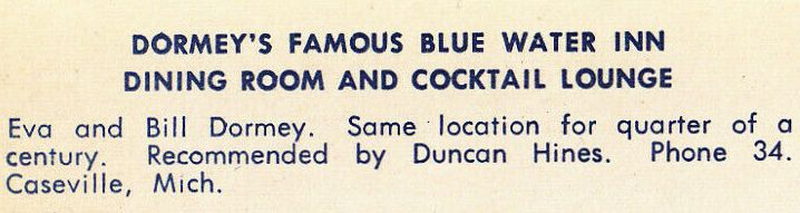 DORMEY'S FAMOUS BLUE WATER INN
DINING ROOM AND COCKTAIL LOUNGE
Eva and Bill Dormey. Same location for quarter of a
century. Recommended by Duncan Hines. Phone 34.
Caseville, Mich.